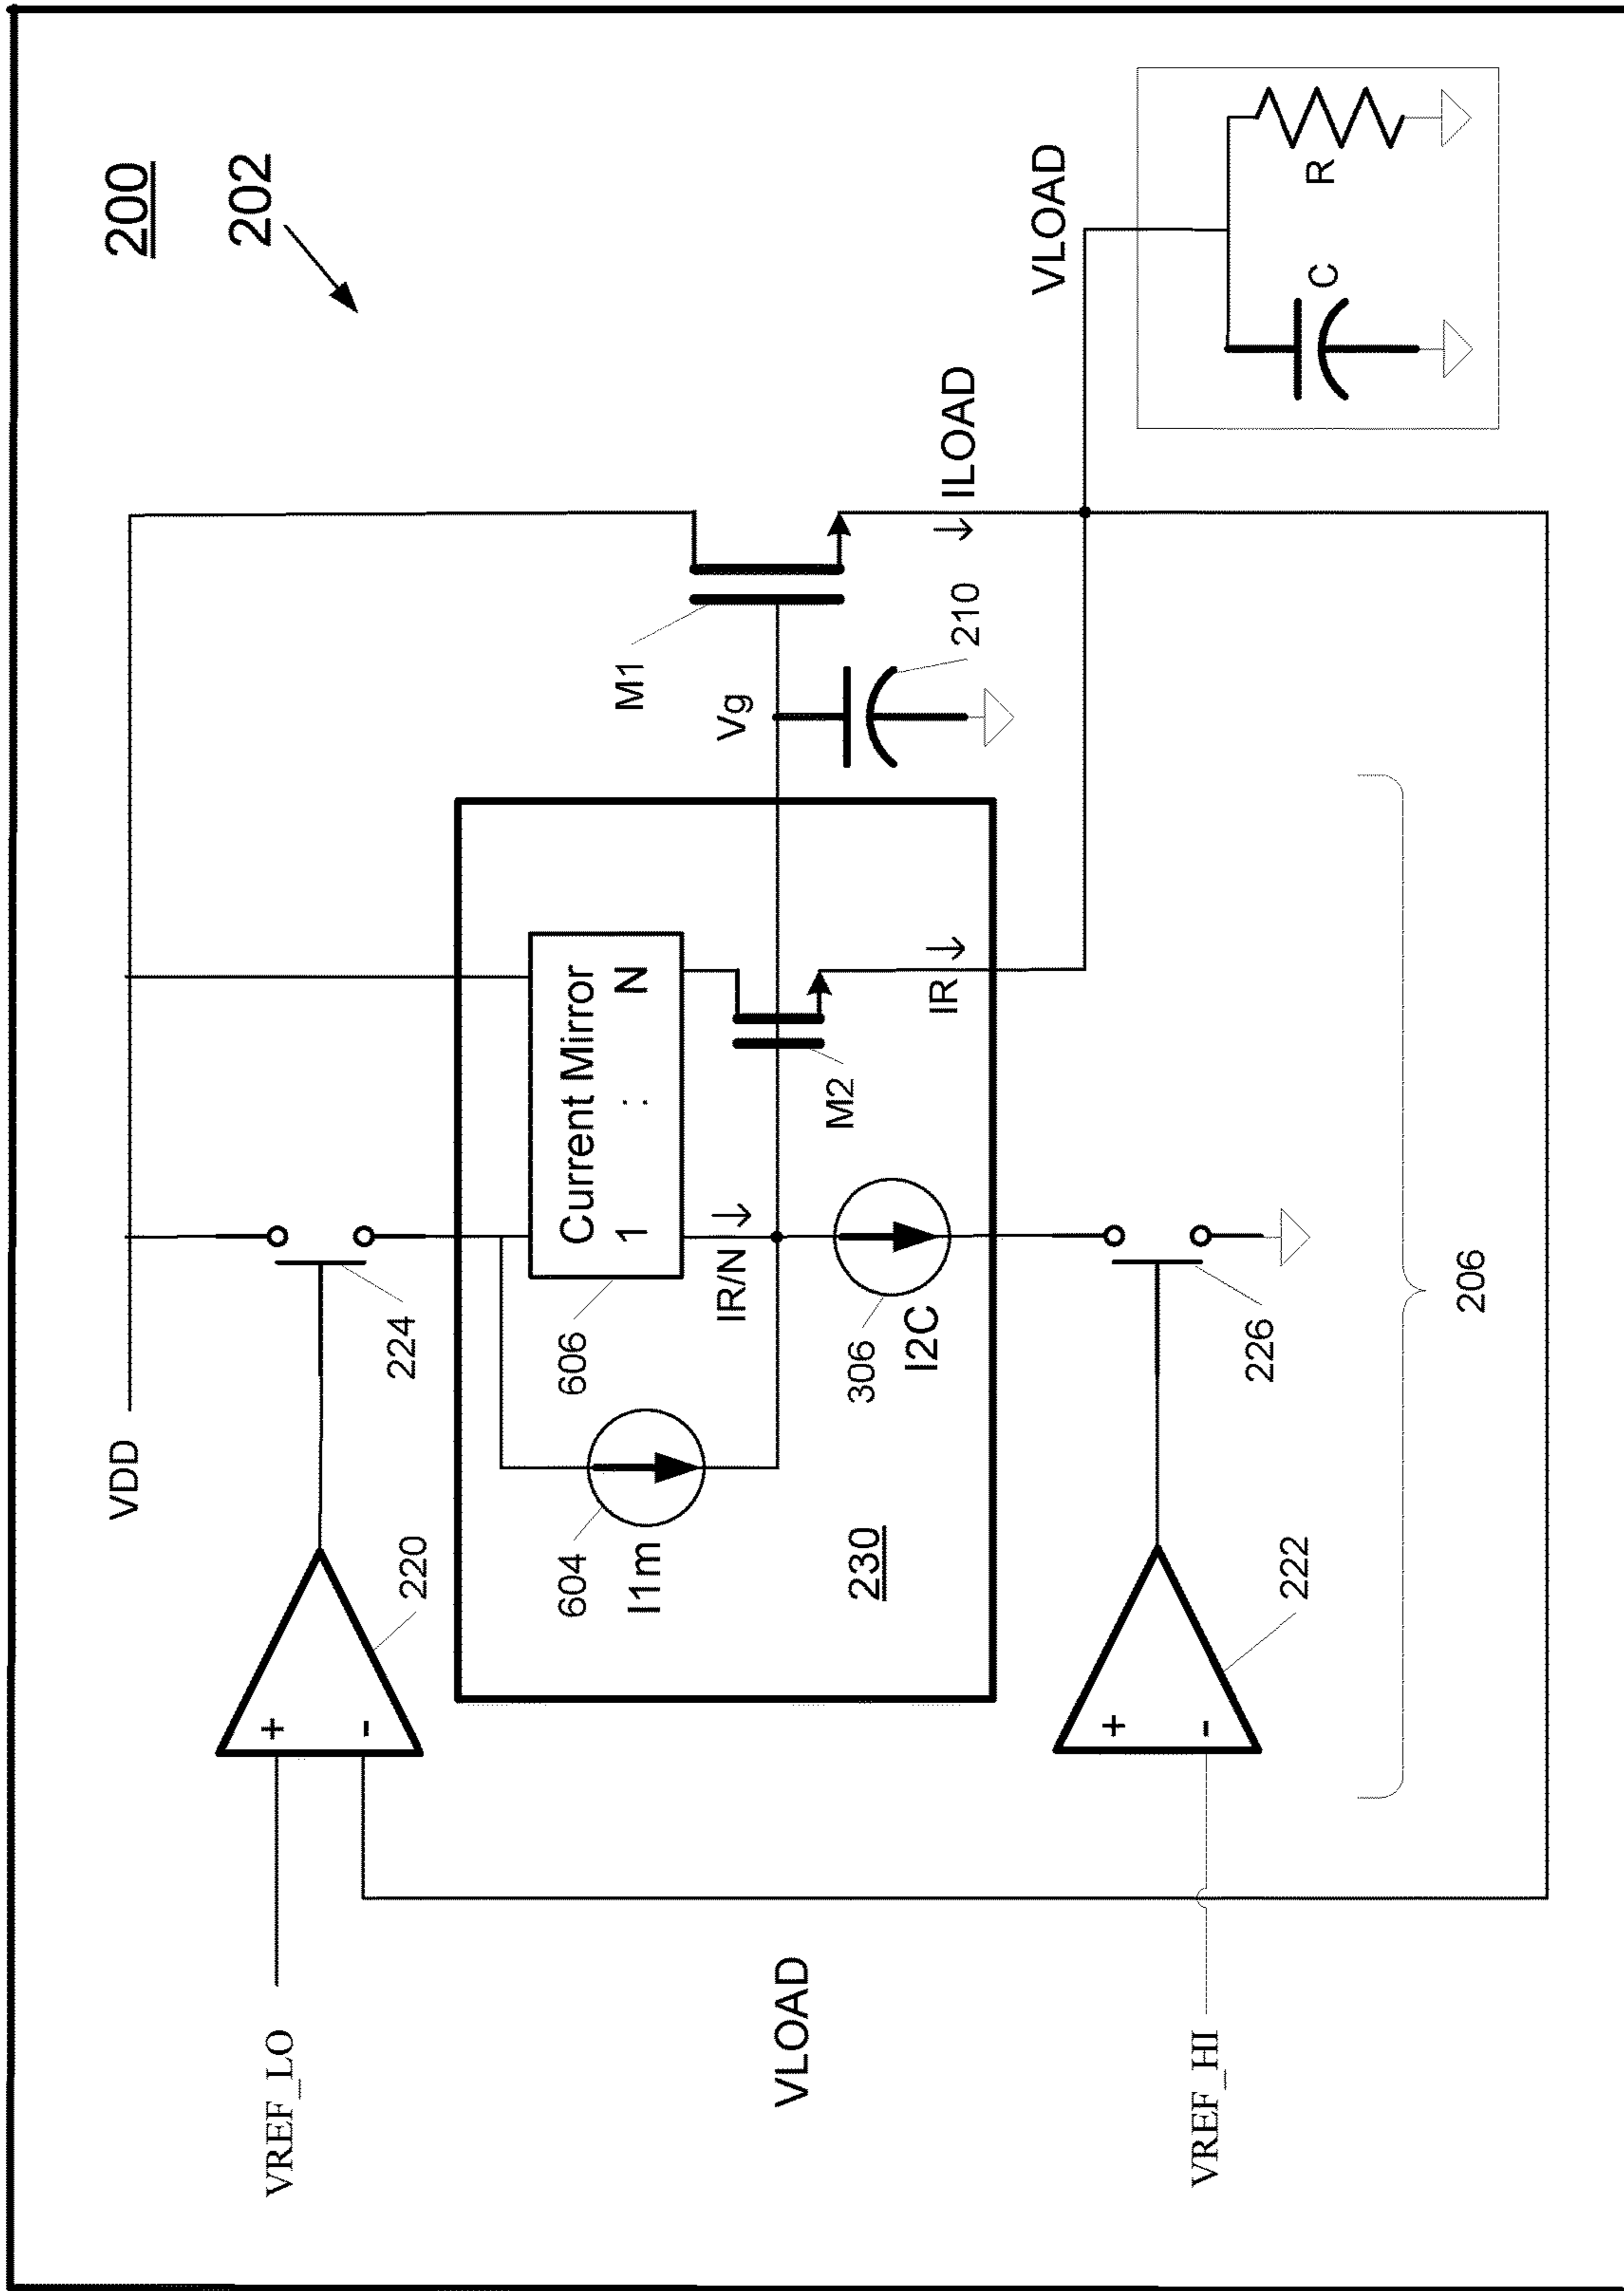 200
202
VDD
224
220
+
-
VREF_LO
Current Mirror
1 : N
606
604
I1m
IR/N
M2
IR
306
I2C
230
M1
Vg
210
ILOAD
VLOAD
C
R
VLOAD
226
222
+
-
VREF_HI
206